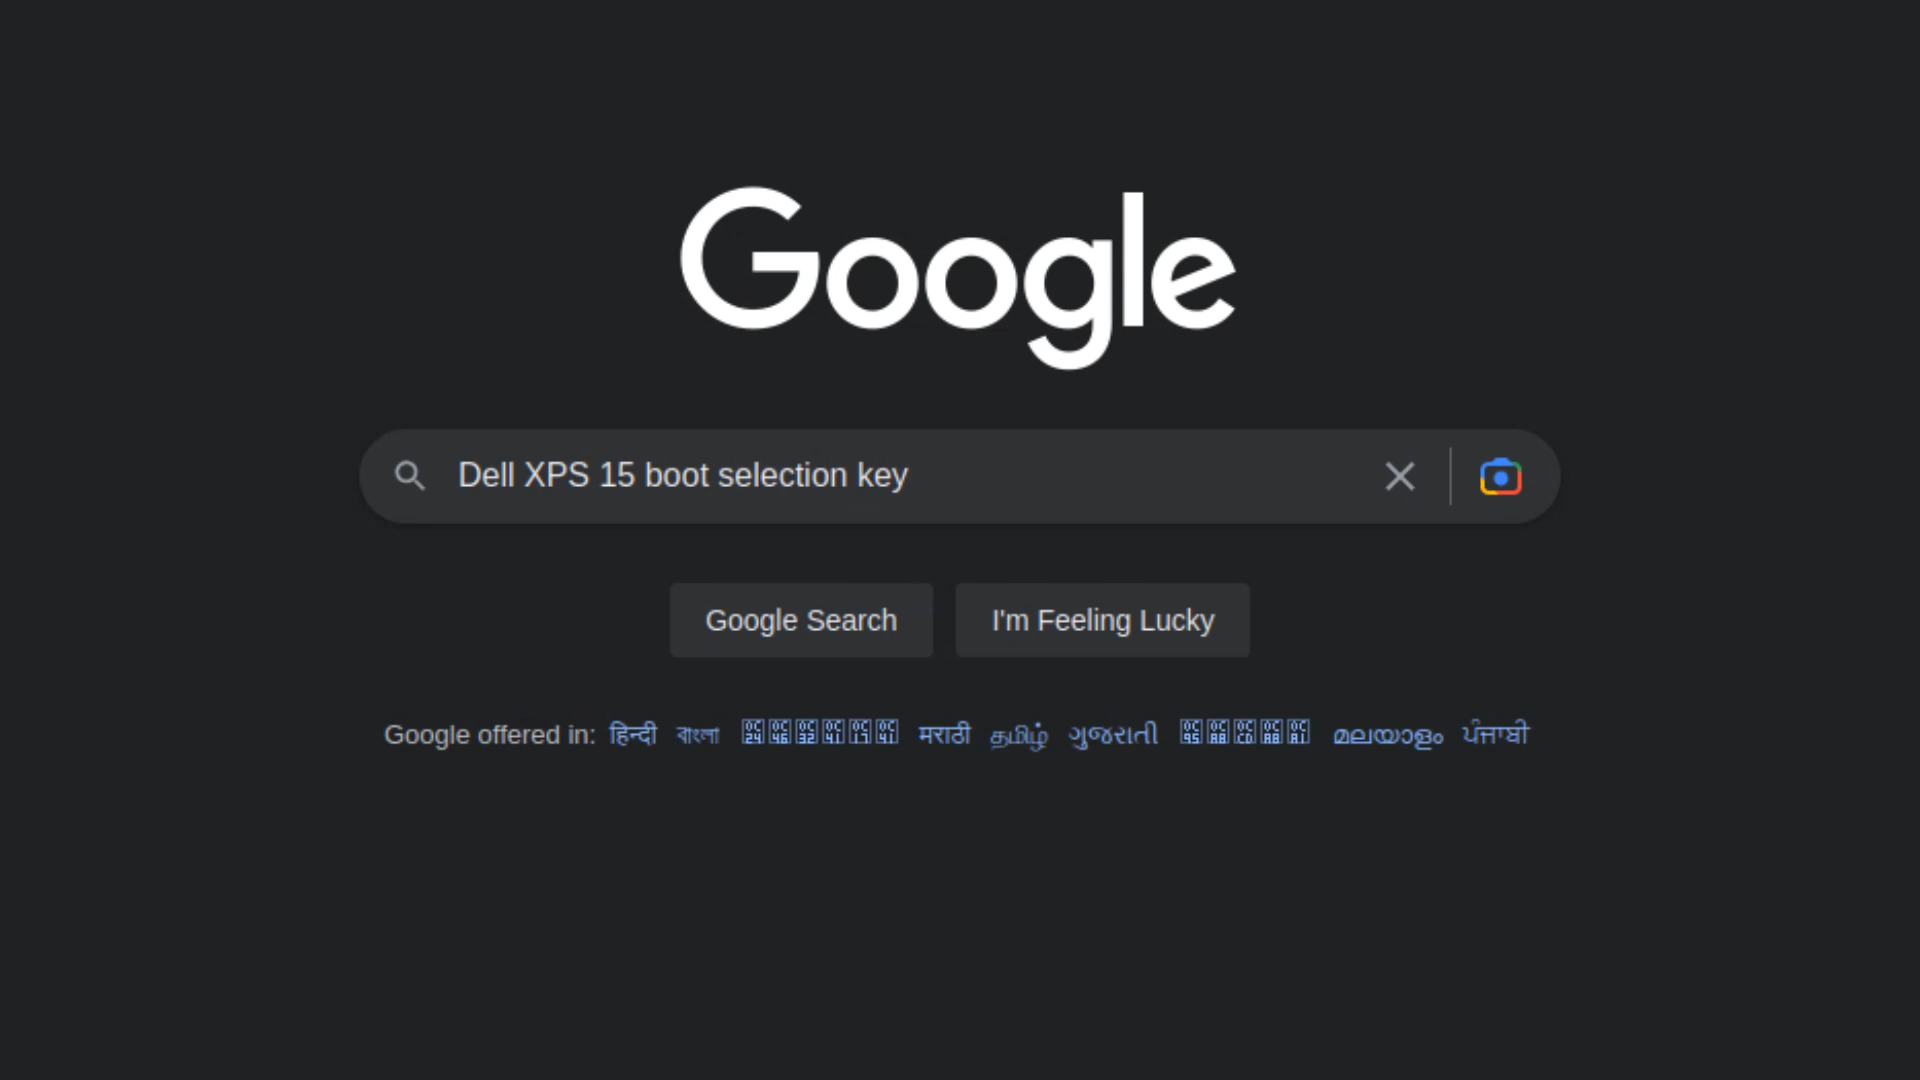 Google
Dell XPS 15 boot selection key
Google Search
I'm Feeling Lucky
Google offered in: हिन्दी বাংলা मराठी தமிழ் ગુજરાતી മലയാളം ਪੰਜਾਬੀ